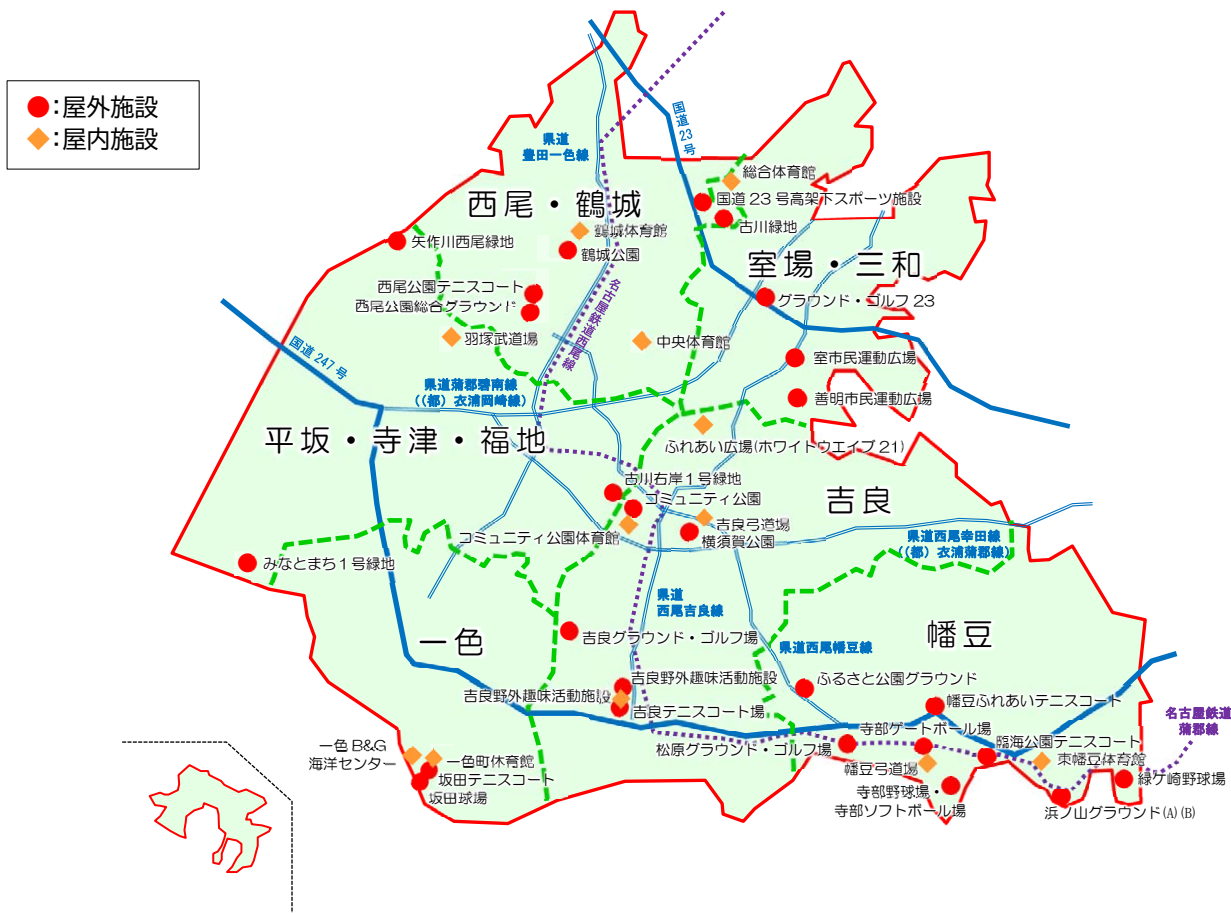 ●:屋外施設
◆:屋内施設
国道23号
県道
豊田一色線
総合体育館
国道23号高架下スポーツ施設
古川緑地
西尾・鶴城
鶴城体育館
鶴城公園
矢作川西尾緑地
室場・三和
西尾公園テニスコート
西尾公園総合グラウンド
グラウンド・ゴルフ23
名古屋鉄道西尾線
羽塚武道場
中央体育館
国道247号
室市民運動広場
県道蒲郡碧南線
((都)衣浦岡崎線)
善明市民運動広場
平坂・寺津・福地
ふれあい広場(ホワイトウエイブ21)
古川右岸1号緑地
コミュニティ公園
吉良
コミュニティ公園体育館
吉良弓道場
横須賀公園
県道西尾幸田線
((都)衣浦蒲郡線)
みなとまち1号緑地
県道
西尾吉良線
一色
吉良グラウンド・ゴルフ場
県道西尾幡豆線
幡豆
吉良野外趣味活動施設
吉良野外趣味活動施設
吉良テニスコート場
ふるさと公園グラウンド
幡豆ふれあいテニスコート
名古屋鉄道
蒲郡線
寺部ゲートボール場
松原グラウンド・ゴルフ場
臨海公園テニスコート
東幡豆体育館
一色B&G
海洋センター
一色町体育館
坂田テニスコート
坂田球場
幡豆弓道場
寺部野球場・
寺部ソフトボール場
緑ケ崎野球場
浜ノ山グラウンド(A)(B)